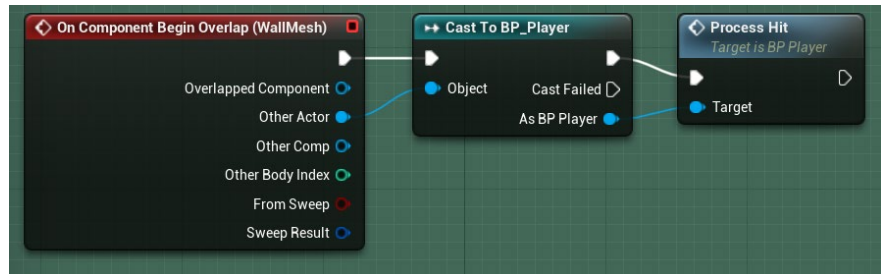 On Component Begin Overlap (WallMesh)
Overlapped Component
Other Actor
Other Comp
Other Body Index
From Sweep
Sweep Result
Cast To BP_Player
Object
Cast Failed
As BP Player
Process Hit
Target is BP Player
Target